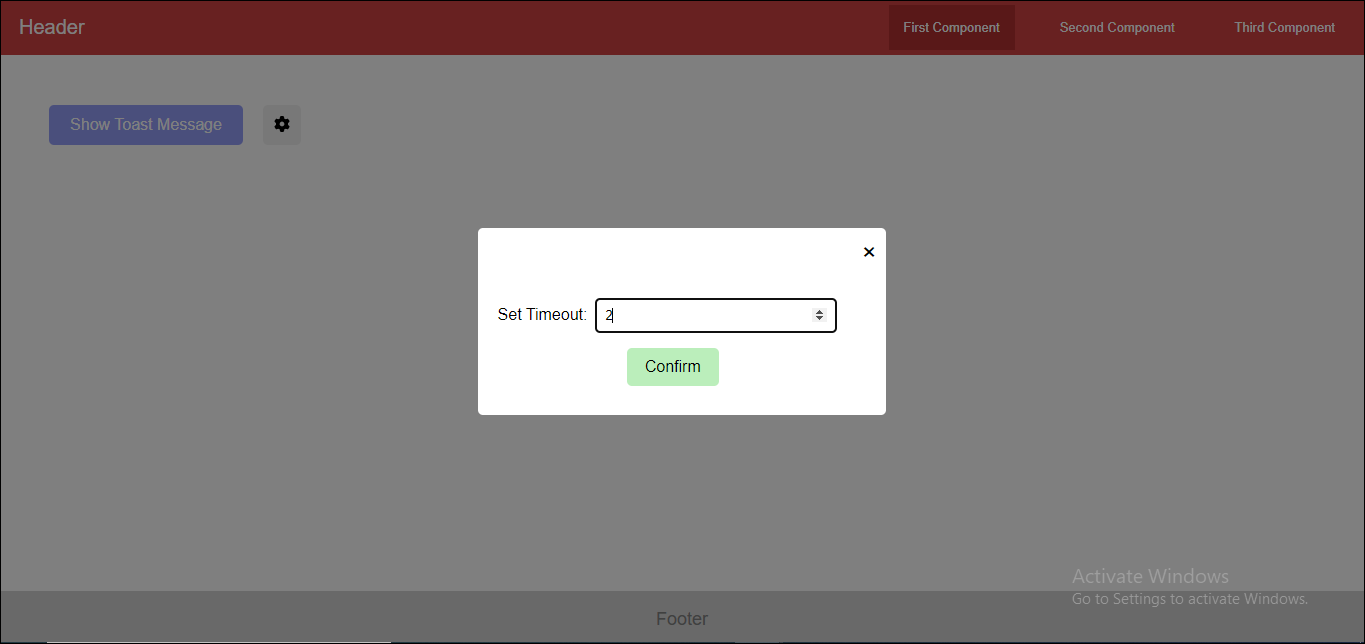 Header
First Component
Second Component
Third Component
Show Toast Message
Set Timeout:
2
Confirm
Activate Windows
Go to Settings to activate Windows.
Footer